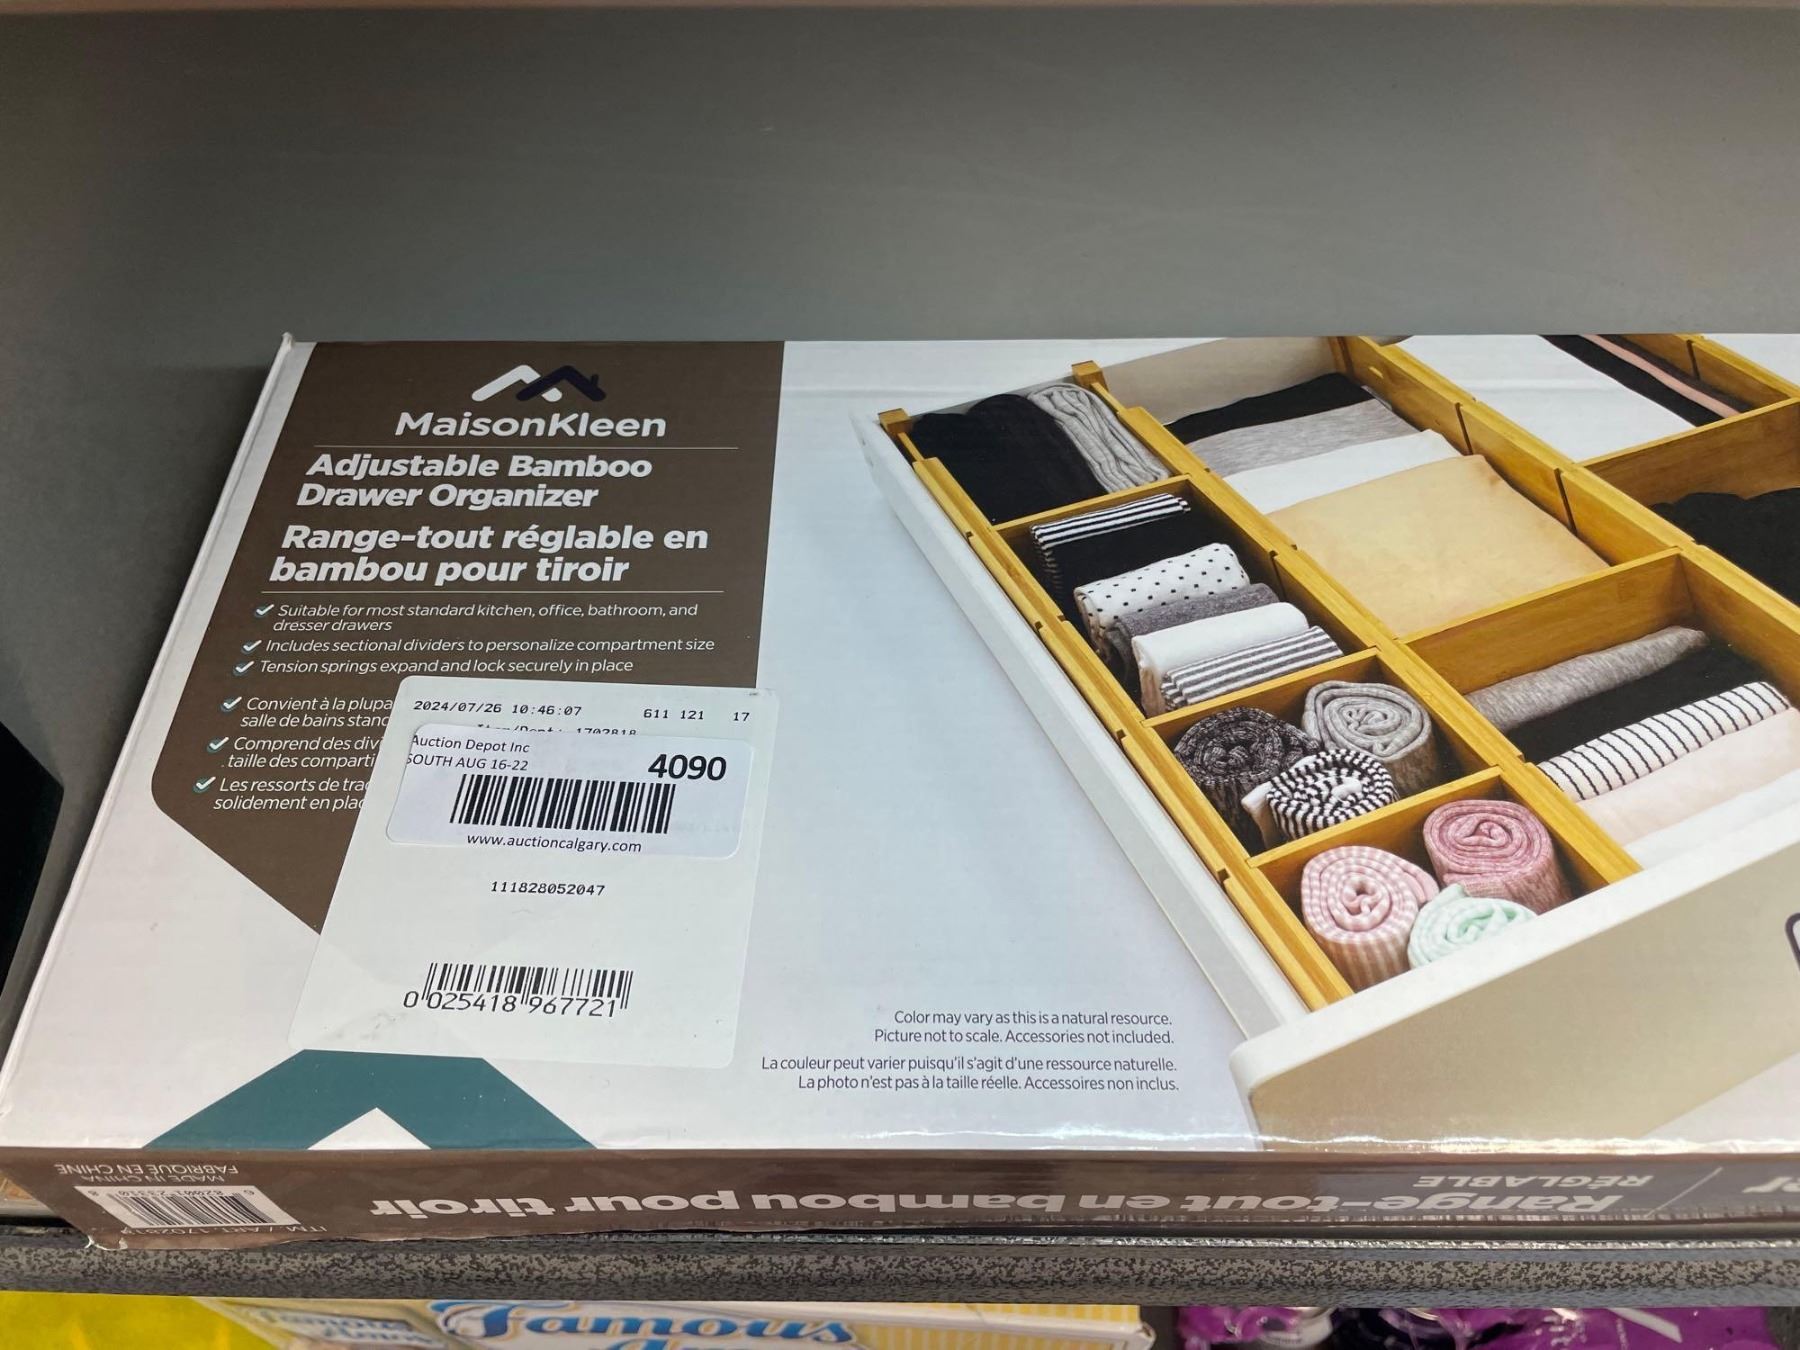 MaisonKleen
Adjustable Bamboo
Drawer Organizer
Range-tout réglable en
bambou pour tiroir
Suitable for most standard kitchen, office, bathroom, and
dresser drawers
Includes sectional dividers to personalize compartment size
Tension springs expand and lock securely in place
Convient à la plupa
salle de bains stand
Comprend des divi
taille des comparti
Les ressorts de tra
solidement en plac
2024/07/26 10:46:07 611 121 17
1702818
Auction Depot Inc
SOUTH AUG 16-22
4090
www.auctioncalgary.com
111828052047
0 025418 967721
Color may vary as this is a natural resource.
Picture not to scale. Accessories not included.
La couleur peut varier puisqu'il s'agit d'une ressource naturelle.
La photo n'est pas à la taille réelle. Accessoires non inclus.
MADE IN CHINA
FABRIQUÉ EN CHINE
Range-tout en bambou pour tiroir
RÉGLABLE
Famous